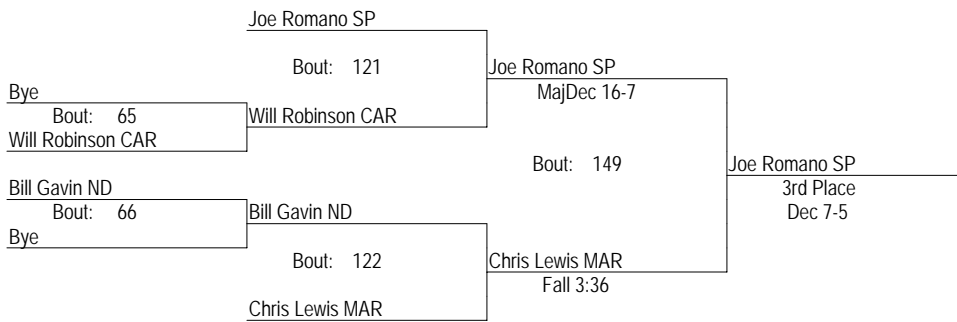 Joe Romano SP
Bout: 121
Joe Romano SP
Bye
MajDec 16-7
Bout: 65
Will Robinson CAR
Will Robinson CAR
Bout: 149
Joe Romano SP
Bill Gavin ND
3rd Place
Bout: 66
Bill Gavin ND
Dec 7-5
Bye
Bout: 122
Chris Lewis MAR
Fall 3:36
Chris Lewis MAR